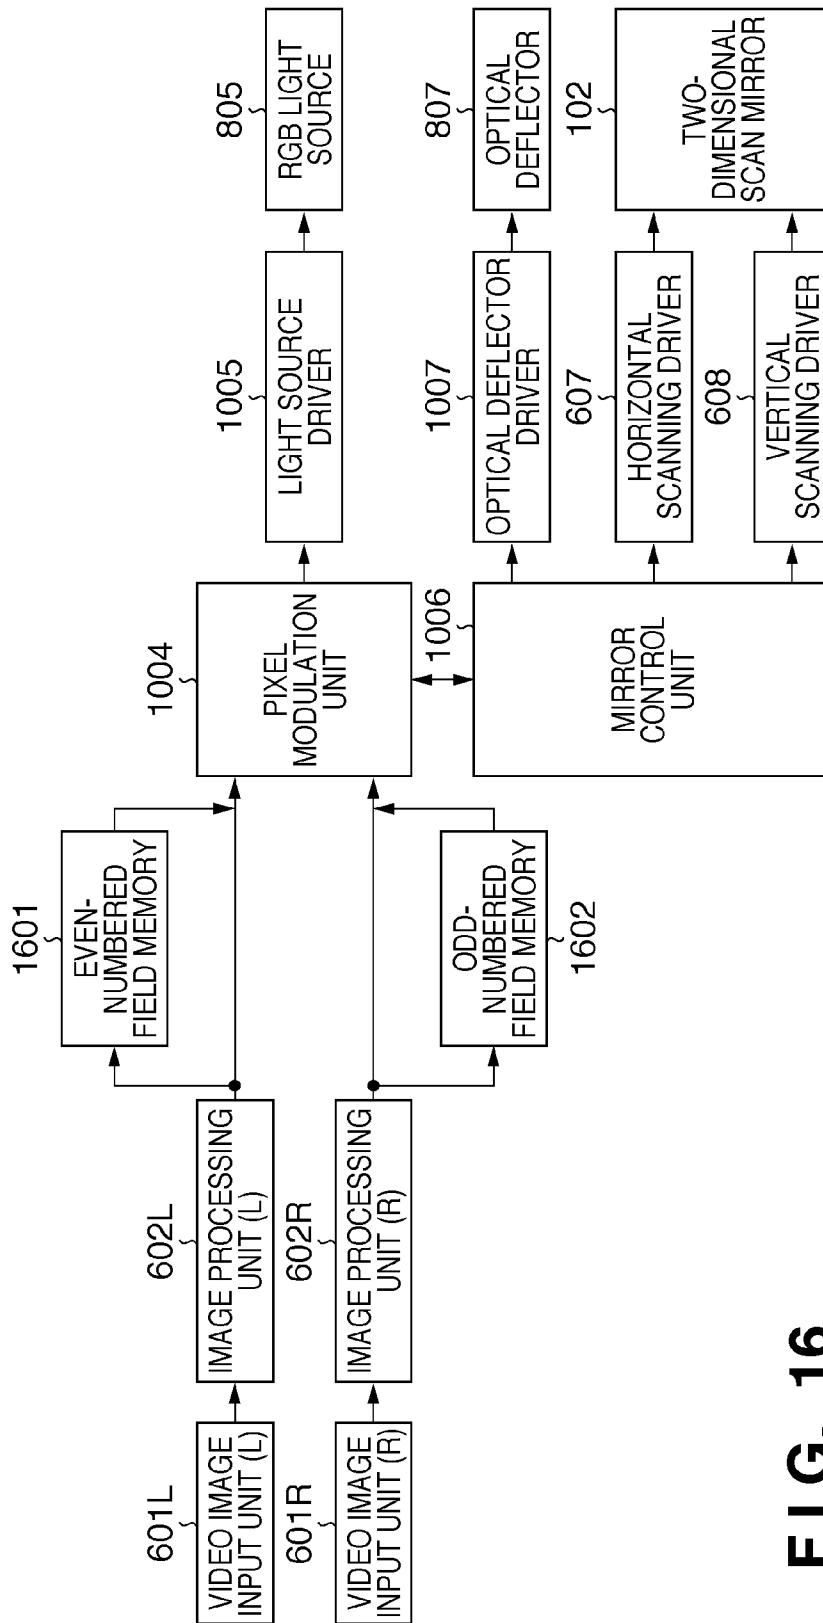 601L
VIDEO IMAGE
INPUT UNIT (L)
601R
VIDEO IMAGE
INPUT UNIT (R)
602L
IMAGE PROCESSING
UNIT (L)
602R
IMAGE PROCESSING
UNIT (R)
1601
EVEN-
NUMBERED
FIELD MEMORY
ODD-
NUMBERED
FIELD MEMORY
1602
1004
PIXEL
MODULATION
UNIT
1006
MIRROR
CONTROL
UNIT
1005
LIGHT SOURCE
DRIVER
1007
OPTICAL DEFLECTOR
DRIVER
607
HORIZONTAL
SCANNING DRIVER
608
VERTICAL
SCANNING DRIVER
805
RGB LIGHT
SOURCE
807
OPTICAL
DEFLECTOR
102
TWO-
DIMENSIONAL
SCAN MIRROR
FIG. 16